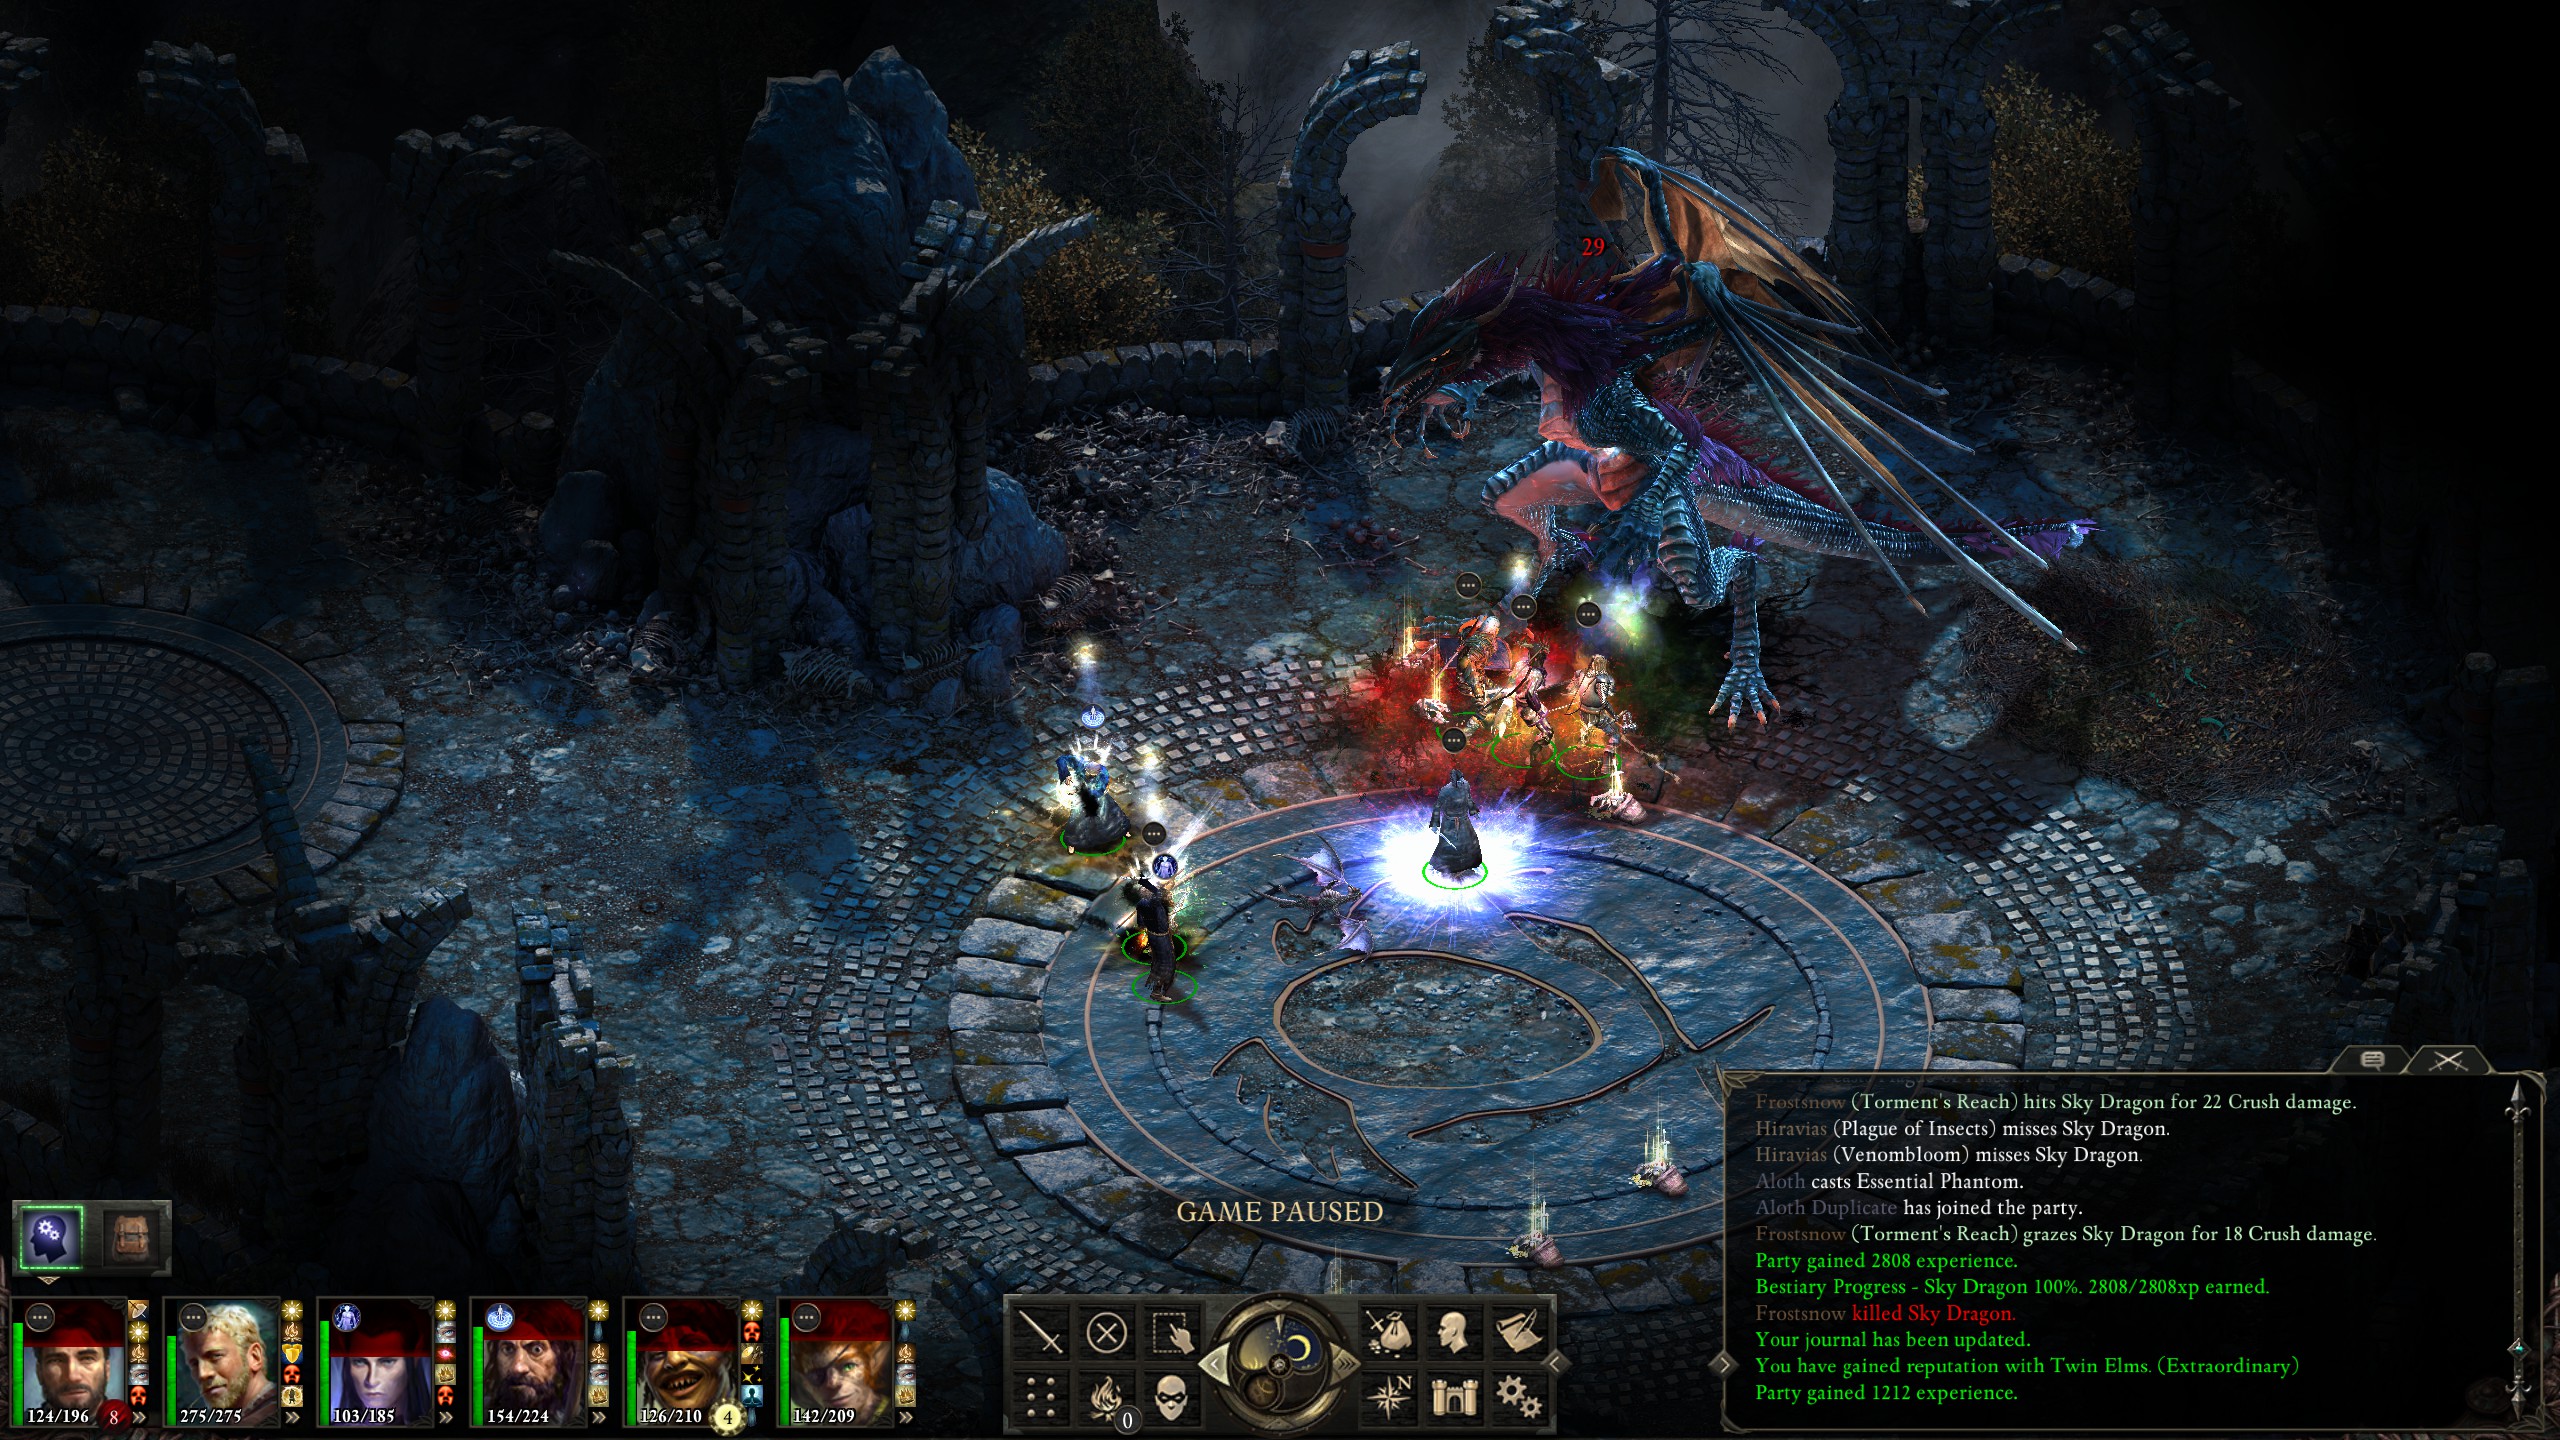 29
GAME PAUSED
Frostsnow (Torment's Reach) hits Sky Dragon for 22 Crush damage.
Hiravias (Plague of Insects) misses Sky Dragon.
Hiravias (Venombloom) misses Sky Dragon.
Aloth casts Essential Phantom.
Aloth Duplicate has joined the party.
Frostsnow (Torment's Reach) grazes Sky Dragon for 18 Crush damage.
Party gained 2808 experience.
Bestiary Progress - Sky Dragon 100%. 2808/2808xp earned.
Frostsnow killed Sky Dragon.
Your journal has been updated.
You have gained reputation with Twin Elms. (Extraordinary)
Party gained 1212 experience.
124/196 8
275/275
103/185
154/224
126/210 4
142/209
0
N